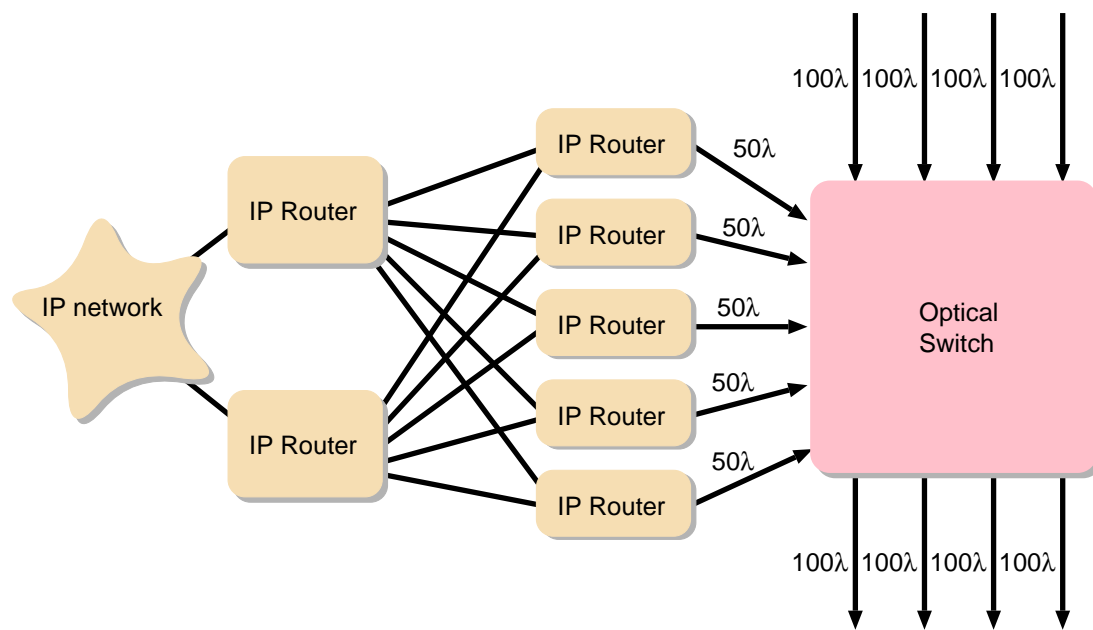 100λ 100λ 100λ 100λ
IP Router
50λ
IP Router
IP Router
50λ
IP network
IP Router
50λ
Optical
Switch
IP Router
50λ
IP Router
50λ
IP Router
100λ 100λ 100λ 100λ